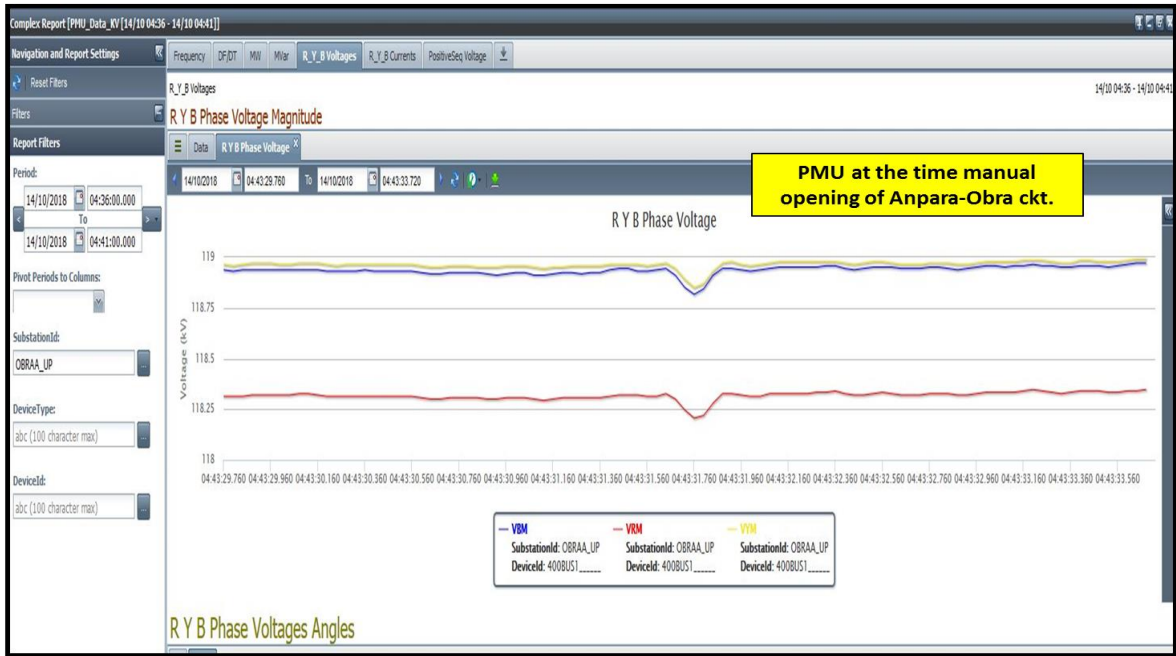 Complex Report [PMU_Data_KV [14/10 04:36 - 14/10 04:41]]
Navigation and Report Settings
Reset Filters
Filters
Report Filters
Period:
14/10/2018 04:36:00.000
To
14/10/2018 04:41:00.000
Pivot Periods to Columns:
SubstationId:
OBRAA_UP
...
DeviceType:
abc (100 character max)
...
DeviceId:
abc (100 character max)
...
Frequency DF/DT MW MVar R_Y_B Voltages R_Y_B Currents PositiveSeq Voltage
R_Y_B Voltages 14/10 04:36 - 14/10 04:41
R Y B Phase Voltage Magnitude
Data R Y B Phase Voltage X
14/10/2018 04:43:29.760 To 14/10/2018 04:43:33.720
PMU at the time manual
opening of Anpara-Obra ckt.
R Y B Phase Voltage
Voltage (kV)
119
118.75
118.5
118.25
118
04:43:29.760 04:43:29.960 04:43:30.160 04:43:30.360 04:43:30.560 04:43:30.760 04:43:30.960 04:43:31.160 04:43:31.360 04:43:31.560 04:43:31.760 04:43:31.960 04:43:32.160 04:43:32.360 04:43:32.560 04:43:32.760 04:43:32.960 04:43:33.160 04:43:33.360 04:43:33.560
VBM VRM VYM
SubstationId: OBRAA_UP SubstationId: OBRAA_UP SubstationId: OBRAA_UP
DeviceId: 400BUS1______ DeviceId: 400BUS1______ DeviceId: 400BUS1______
R Y B Phase Voltages Angles